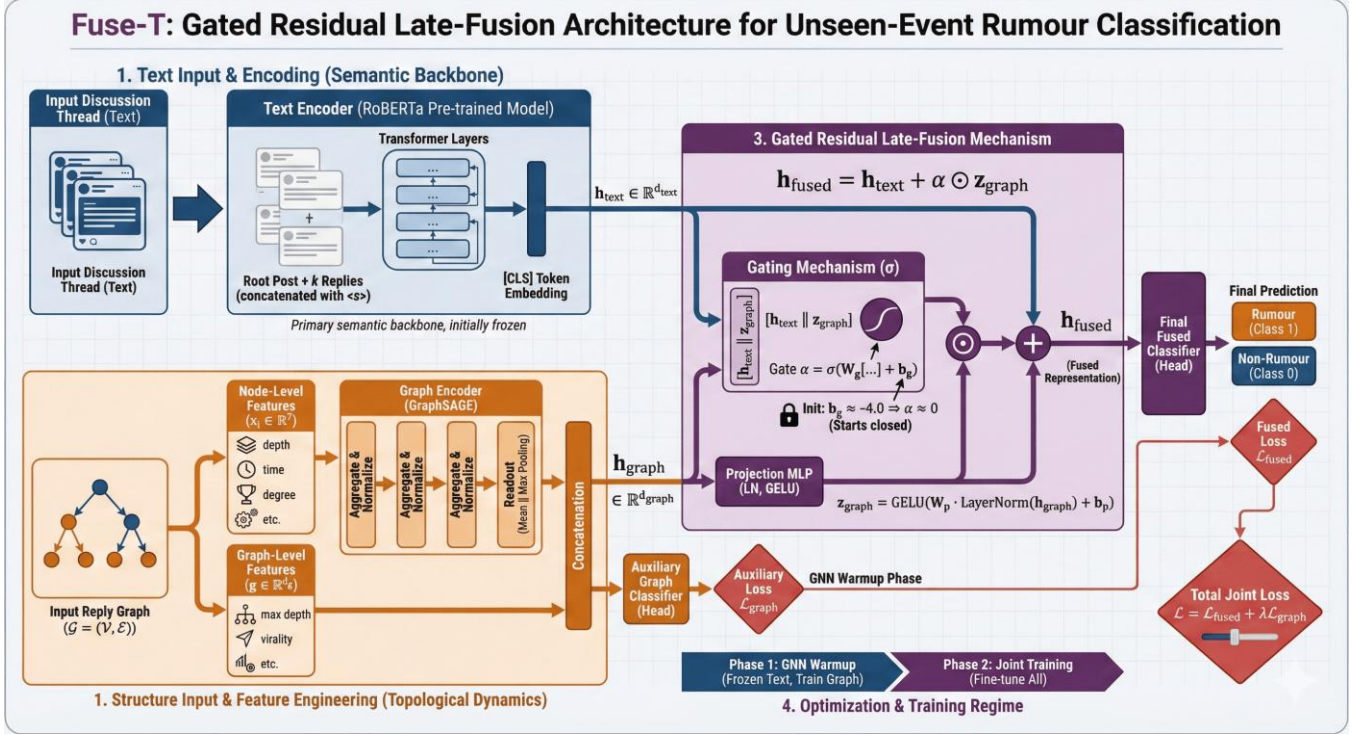 Fuse-T: Gated Residual Late-Fusion Architecture for Unseen-Event Rumour Classification
1. Text Input & Encoding (Semantic Backbone)
Input Discussion
Thread (Text)
Input Discussion
Thread (Text)
Text Encoder (RoBERTa Pre-trained Model)
Transformer Layers
+
...
...
...
...
Root Post + k Replies
(concatenated with <s>)
[CLS] Token
Embedding
Primary semantic backbone, initially frozen
h_text ∈ ℝ^{d_text}
3. Gated Residual Late-Fusion Mechanism
h_fused = h_text + α ⊙ z_graph
Gating Mechanism (σ)
[h_text ∥ z_graph]
[h_text ∥ z_graph]
Gate α = σ(W_g[...] + b_g)
Init: b_g ≈ −4.0 ⇒ α ≈ 0
(Starts closed)
Projection MLP
(LN, GELU)
z_graph = GELU(W_p · LayerNorm(h_graph) + b_p)
⊙
+
h_fused
(Fused
Representation)
Final
Fused
Classifier
(Head)
Final Prediction
Rumour
(Class 1)
Non-Rumour
(Class 0)
Input Reply Graph
(𝒢 = (𝒱, ℰ))
Node-Level
Features
(x_i ∈ ℝ^7)
depth
time
degree
etc.
Graph-Level
Features
(g ∈ ℝ^{d_g})
max depth
virality
etc.
Graph Encoder
(GraphSAGE)
Aggregate &
Normalize
Aggregate &
Normalize
Aggregate &
Normalize
Readout
(Mean ∥ Max Pooling)
Concatenation
h_graph
∈ ℝ^{d_graph}
1. Structure Input & Feature Engineering (Topological Dynamics)
Auxiliary
Graph
Classifier
(Head)
Auxiliary
Loss
ℒ_graph
GNN Warmup Phase
Fused
Loss
ℒ_fused
Total Joint Loss
ℒ = ℒ_fused + λℒ_graph
Phase 1: GNN Warmup
(Frozen Text, Train Graph)
Phase 2: Joint Training
(Fine-tune All)
4. Optimization & Training Regime